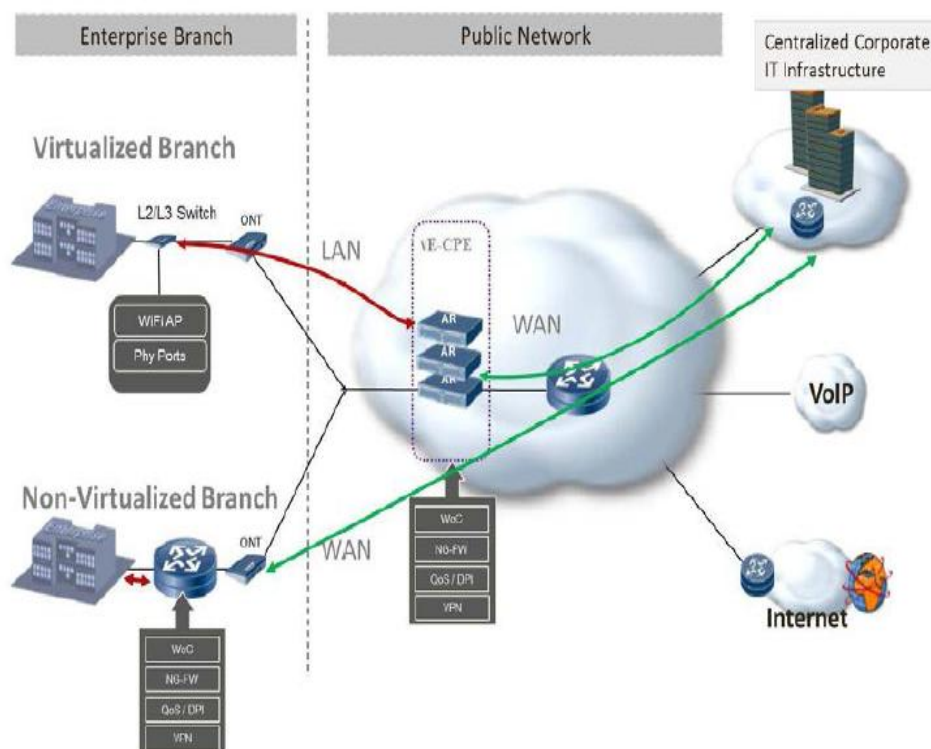 Enterprise Branch
Public Network
Centralized Corporate
IT Infrastructure
Virtualized Branch
L2/L3 Switch
ONT
LAN
vE-CPE
WiFi AP
Phy Ports
AR
AR
AR
WAN
VoIP
Non-Virtualized Branch
ONT
WAN
WoC
NG-FW
QoS / DPI
VPN
Internet
WoC
NG-FW
QoS / DPI
VPN